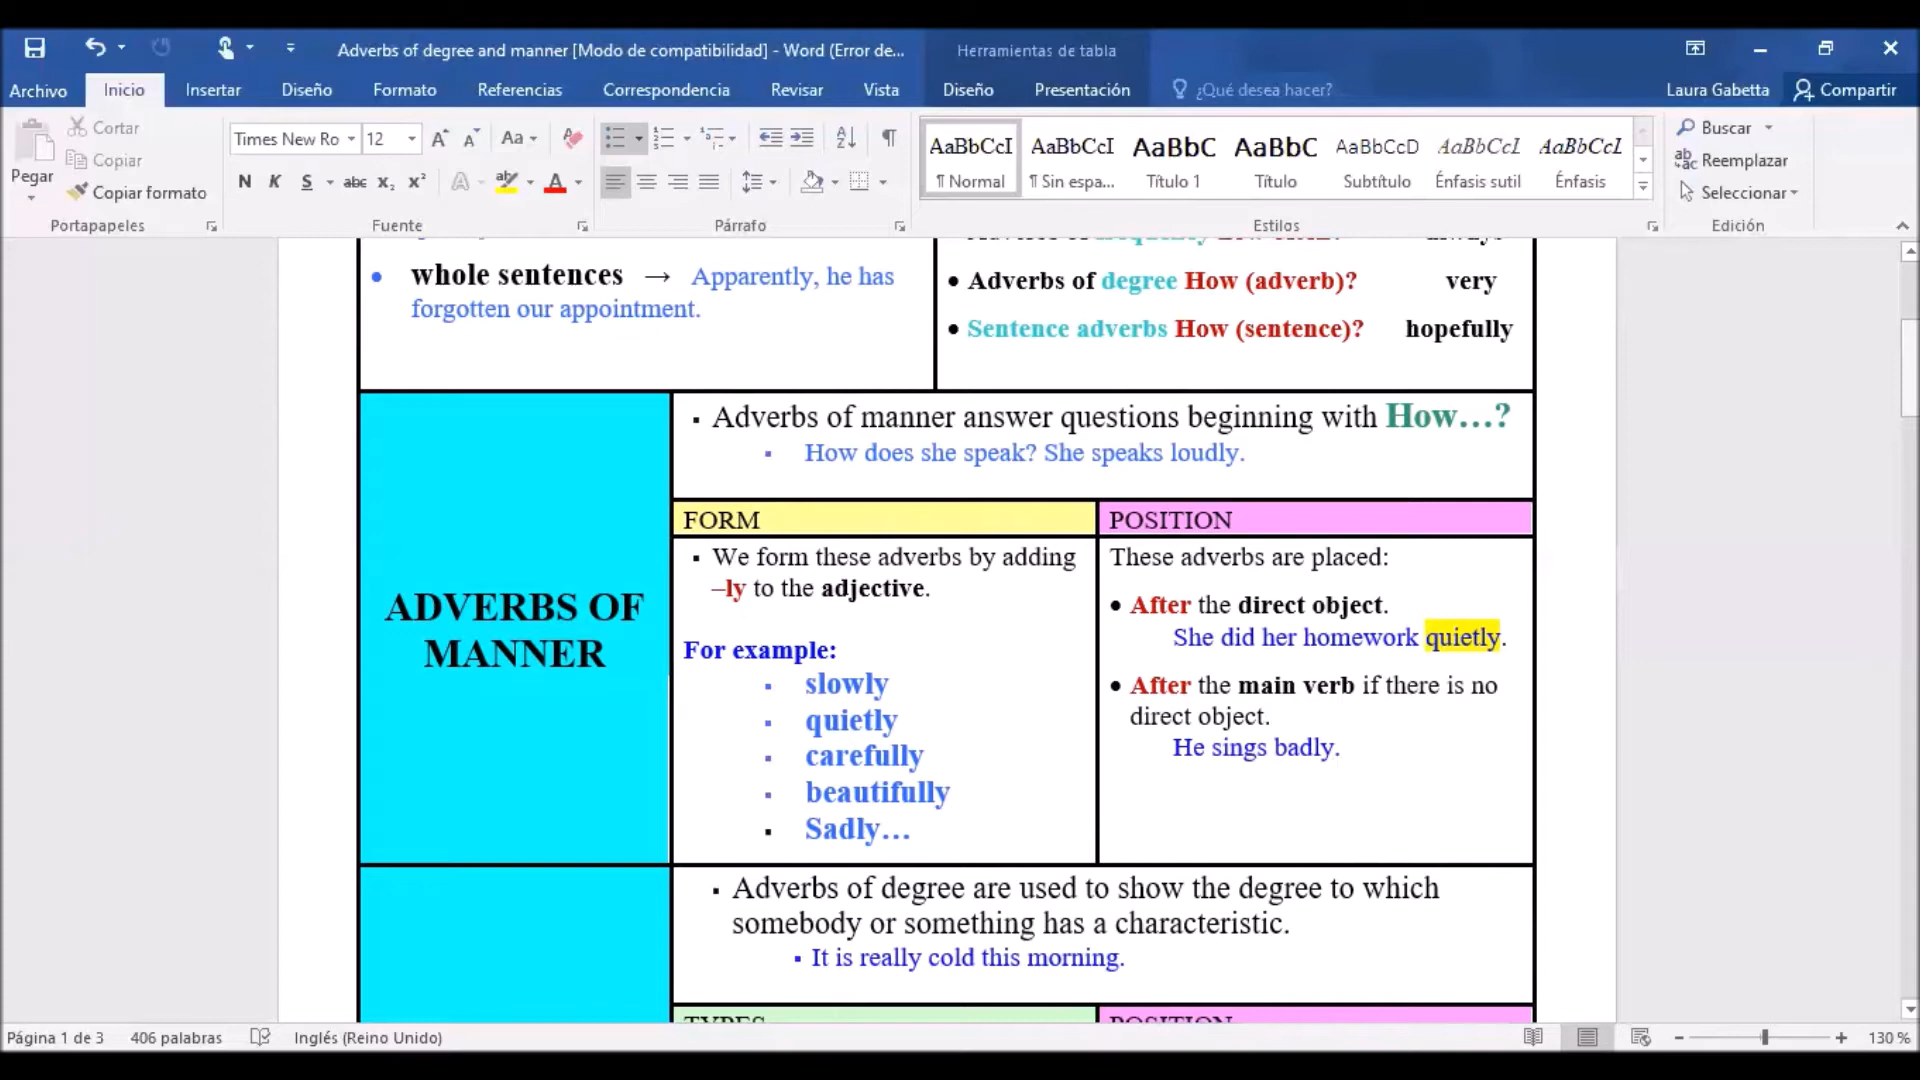 Adverbs of degree and manner [Modo de compatibilidad] - Word (Error de...
Herramientas de tabla
Archivo
Inicio
Insertar
Diseño
Formato
Referencias
Correspondencia
Revisar
Vista
Diseño
Presentación
¿Qué desea hacer?
Laura Gabetta
Compartir
Pegar
Cortar
Copiar
Copiar formato
Portapapeles
Times New Ro
12
Aa
N K S abc x₂ x²
Fuente
Párrafo
AaBbCcI
¶ Normal
AaBbCcI
¶ Sin espa...
AaBbC
Título 1
AaBbC
Título
AaBbCcD
Subtítulo
AaBbCcI
Énfasis sutil
AaBbCcI
Énfasis
Estilos
Buscar
Reemplazar
Seleccionar
Edición
• whole sentences → Apparently, he has
forgotten our appointment.
• Adverbs of degree How (adverb)? very
• Sentence adverbs How (sentence)? hopefully
ADVERBS OF
MANNER
▪ Adverbs of manner answer questions beginning with How…?
▪ How does she speak? She speaks loudly.
FORM
▪ We form these adverbs by adding
–ly to the adjective.
For example:
▪ slowly
▪ quietly
▪ carefully
▪ beautifully
▪ Sadly…
POSITION
These adverbs are placed:
• After the direct object.
She did her homework quietly.
• After the main verb if there is no
direct object.
He sings badly.
▪ Adverbs of degree are used to show the degree to which
somebody or something has a characteristic.
▪ It is really cold this morning.
TYPES
POSITION
Página 1 de 3
406 palabras
Inglés (Reino Unido)
130 %